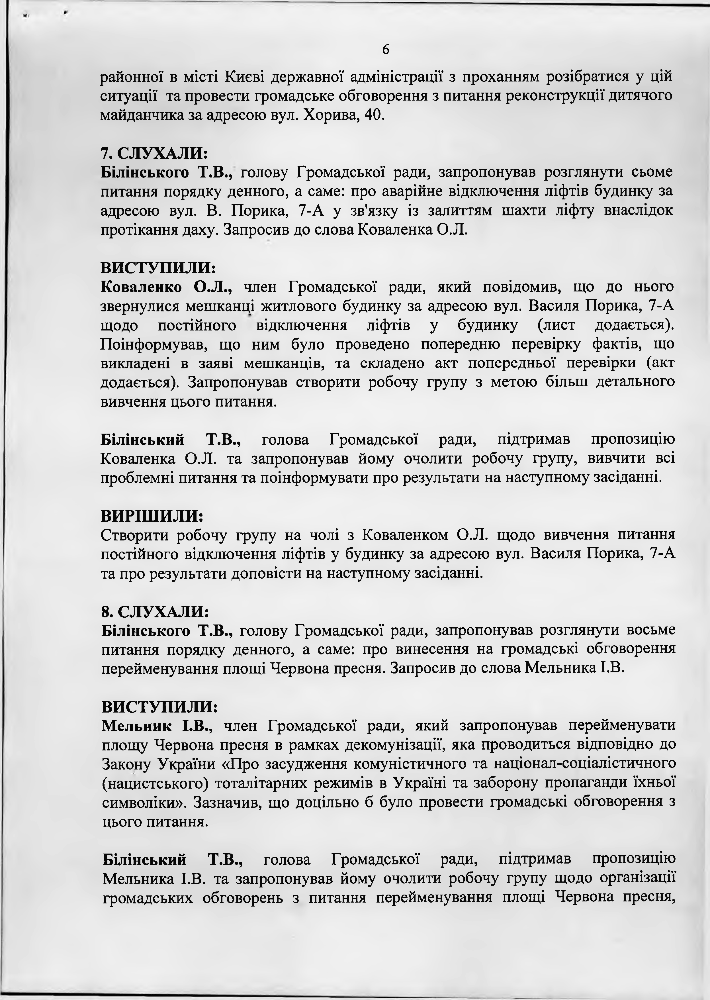 6
районної в місті Києві державної адміністрації з проханням розібратися у цій
ситуації та провести громадське обговорення з питання реконструкції дитячого
майданчика за адресою вул. Хорива, 40.
7. СЛУХАЛИ:
Білінського Т.В., голову Громадської ради, запропонував розглянути сьоме
питання порядку денного, а саме: про аварійне відключення ліфтів будинку за
адресою вул. В. Порика, 7-А у зв'язку із залиттям шахти ліфту внаслідок
протікання даху. Запросив до слова Коваленка О.Л.
ВИСТУПИЛИ:
Коваленко О.Л., член Громадської ради, який повідомив, що до нього
звернулися мешканці житлового будинку за адресою вул. Василя Порика, 7-А
щодо постійного відключення ліфтів у будинку (лист додається).
Поінформував, що ним було проведено попередню перевірку фактів, що
викладені в заяві мешканців, та складено акт попередньої перевірки (акт
додається). Запропонував створити робочу групу з метою більш детального
вивчення цього питання.
Білінський Т.В., голова Громадської ради, підтримав пропозицію
Коваленка О.Л. та запропонував йому очолити робочу групу, вивчити всі
проблемні питання та поінформувати про результати на наступному засіданні.
ВИРІШИЛИ:
Створити робочу групу на чолі з Коваленком О.Л. щодо вивчення питання
постійного відключення ліфтів у будинку за адресою вул. Василя Порика, 7-А
та про результати доповісти на наступному засіданні.
8. СЛУХАЛИ:
Білінського Т.В., голову Громадської ради, запропонував розглянути восьме
питання порядку денного, а саме: про винесення на громадські обговорення
перейменування площі Червона пресня. Запросив до слова Мельника І.В.
ВИСТУПИЛИ:
Мельник І.В., член Громадської ради, який запропонував перейменувати
площу Червона пресня в рамках декомунізації, яка проводиться відповідно до
Закону України «Про засудження комуністичного та націонал-соціалістичного
(нацистського) тоталітарних режимів в Україні та заборону пропаганди їхньої
символіки». Зазначив, що доцільно б було провести громадські обговорення з
цього питання.
Білінський Т.В., голова Громадської ради, підтримав пропозицію
Мельника І.В. та запропонував йому очолити робочу групу щодо організації
громадських обговорень з питання перейменування площі Червона пресня,